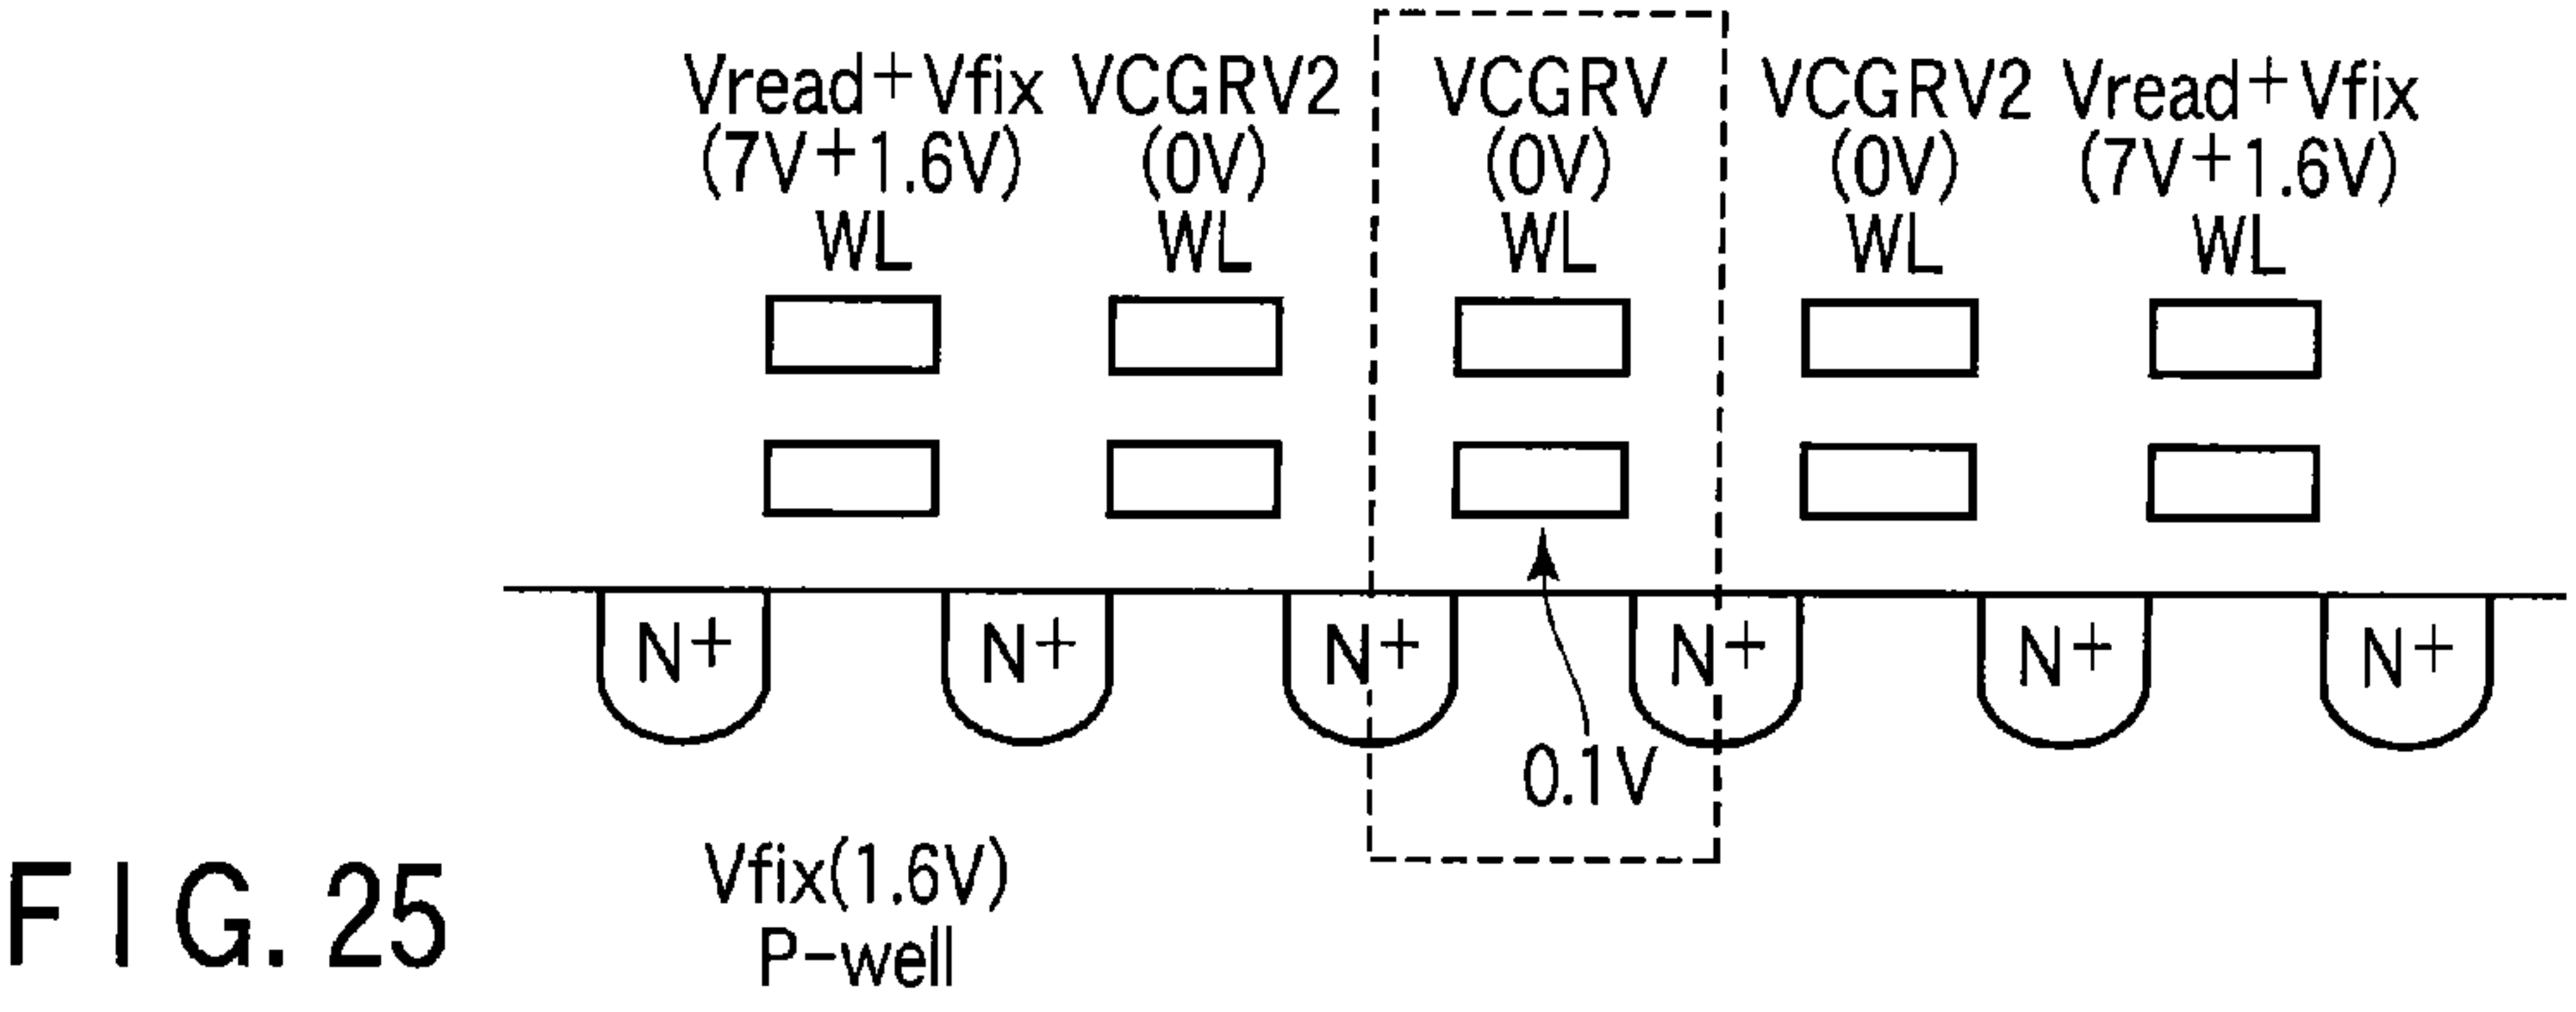 Vread+Vfix VCGRV2 VCGRV VCGRV2 Vread+Vfix
(7V+1.6V) (0V) (0V) (0V) (7V+1.6V)
WL WL WL WL WL
N+ N+ N+ N+ N+ N+
0.1V
Vfix(1.6V)
P-well
FIG. 25